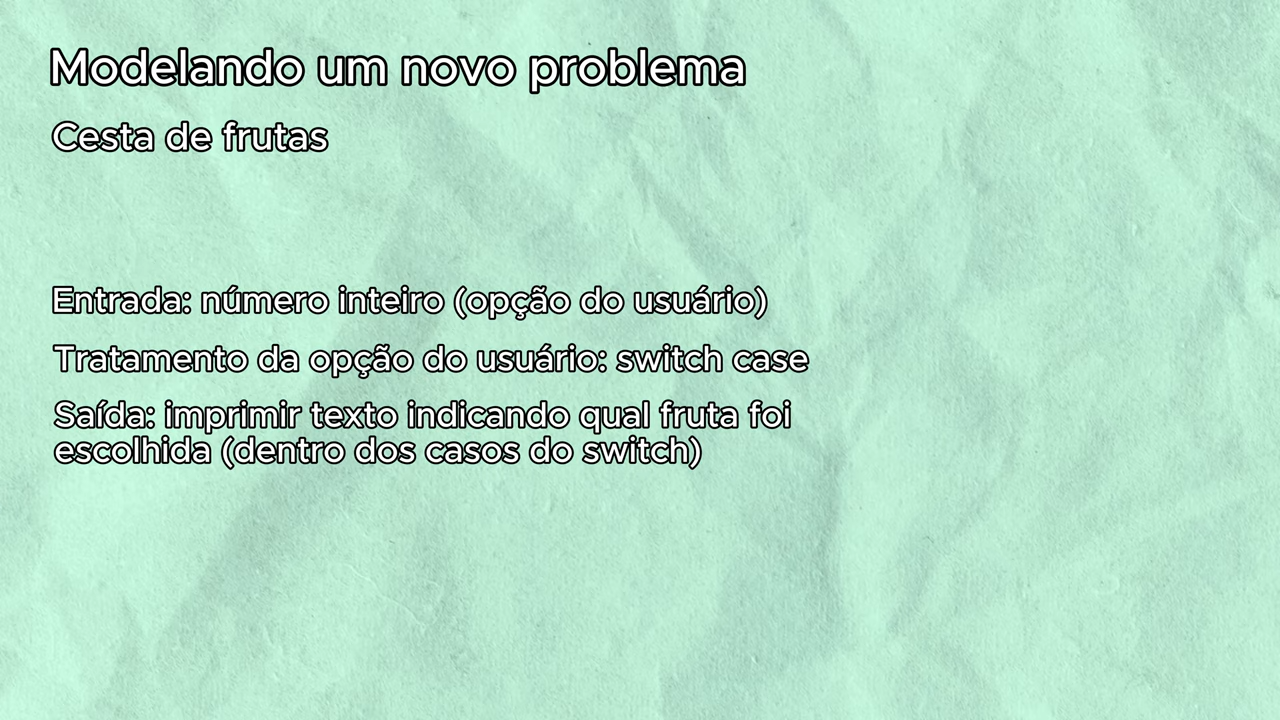 Modelando um novo problema
Cesta de frutas
Entrada: número inteiro (opção do usuário)
Tratamento da opção do usuário: switch case
Saída: imprimir texto indicando qual fruta foi
escolhida (dentro dos casos do switch)